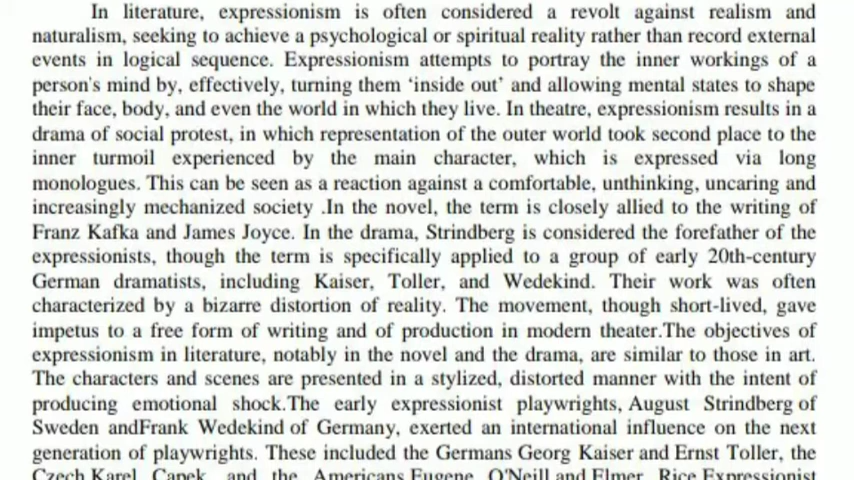 In literature, expressionism is often considered a revolt against realism and
naturalism, seeking to achieve a psychological or spiritual reality rather than record external
events in logical sequence. Expressionism attempts to portray the inner workings of a
person's mind by, effectively, turning them ‘inside out’ and allowing mental states to shape
their face, body, and even the world in which they live. In theatre, expressionism results in a
drama of social protest, in which representation of the outer world took second place to the
inner turmoil experienced by the main character, which is expressed via long
monologues. This can be seen as a reaction against a comfortable, unthinking, uncaring and
increasingly mechanized society .In the novel, the term is closely allied to the writing of
Franz Kafka and James Joyce. In the drama, Strindberg is considered the forefather of the
expressionists, though the term is specifically applied to a group of early 20th-century
German dramatists, including Kaiser, Toller, and Wedekind. Their work was often
characterized by a bizarre distortion of reality. The movement, though short-lived, gave
impetus to a free form of writing and of production in modern theater.The objectives of
expressionism in literature, notably in the novel and the drama, are similar to those in art.
The characters and scenes are presented in a stylized, distorted manner with the intent of
producing emotional shock.The early expressionist playwrights, August Strindberg of
Sweden andFrank Wedekind of Germany, exerted an international influence on the next
generation of playwrights. These included the Germans Georg Kaiser and Ernst Toller, the
Czech Karel Capek, and the Americans Eugene O'Neill and Elmer Rice Expressionist